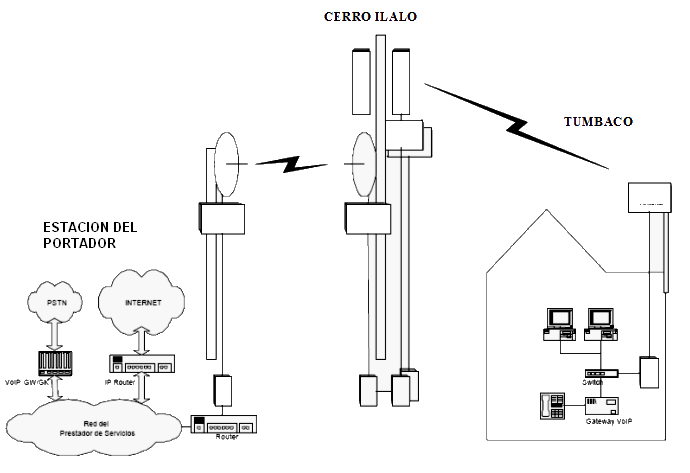 CERRO ILALO
TUMBACO
ESTACION DEL
PORTADOR
PSTN
INTERNET
VoIP GW/GK
IP Router
Red del
Prestador de Servicios
Router
Switch
Gateway VoIP